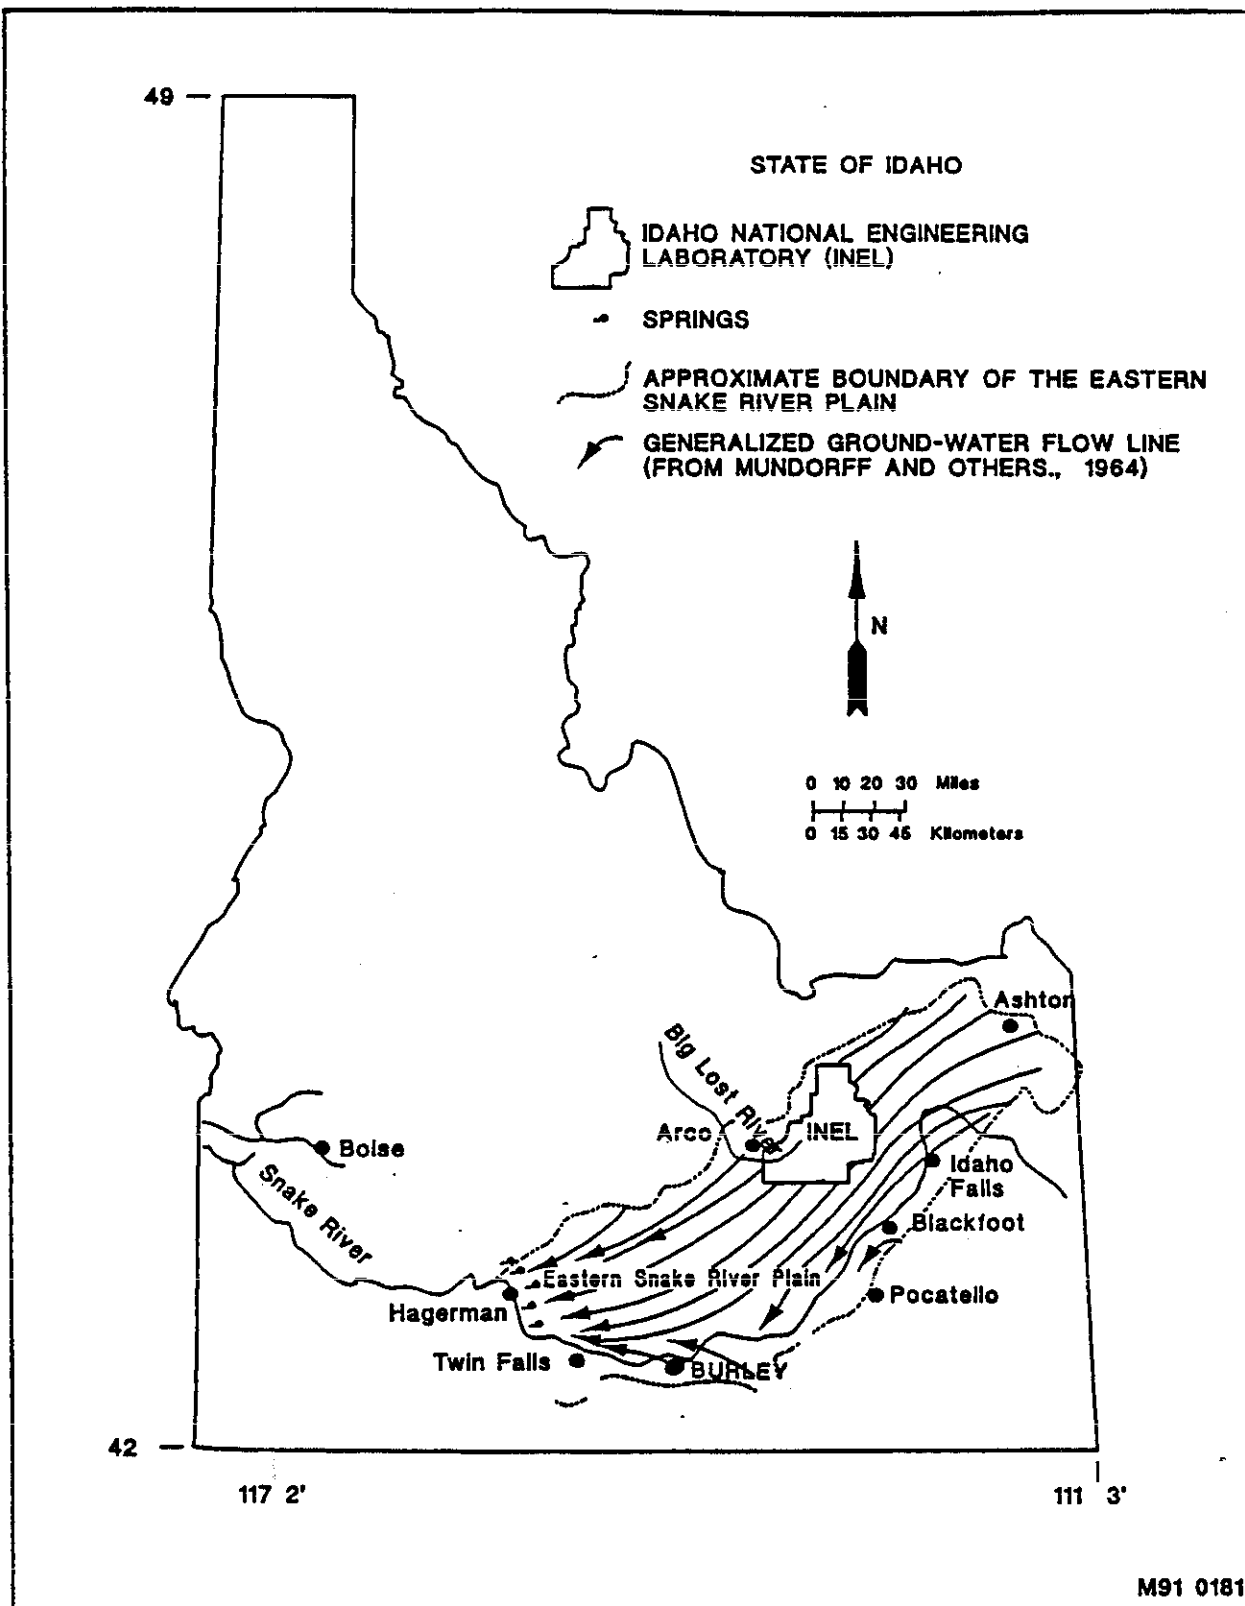 49
STATE OF IDAHO
IDAHO NATIONAL ENGINEERING
LABORATORY (INEL)
SPRINGS
APPROXIMATE BOUNDARY OF THE EASTERN
SNAKE RIVER PLAIN
GENERALIZED GROUND-WATER FLOW LINE
(FROM MUNDORFF AND OTHERS., 1964)
N
0 10 20 30 Miles
0 15 30 45 Kilometers
Ashton
Big Lost River
Arco
INEL
Boise
Idaho
Falls
Snake River
Blackfoot
Eastern Snake River Plain
Pocatello
Hagerman
Twin Falls
BURLEY
42
117 2'
111 3'
M91 0181